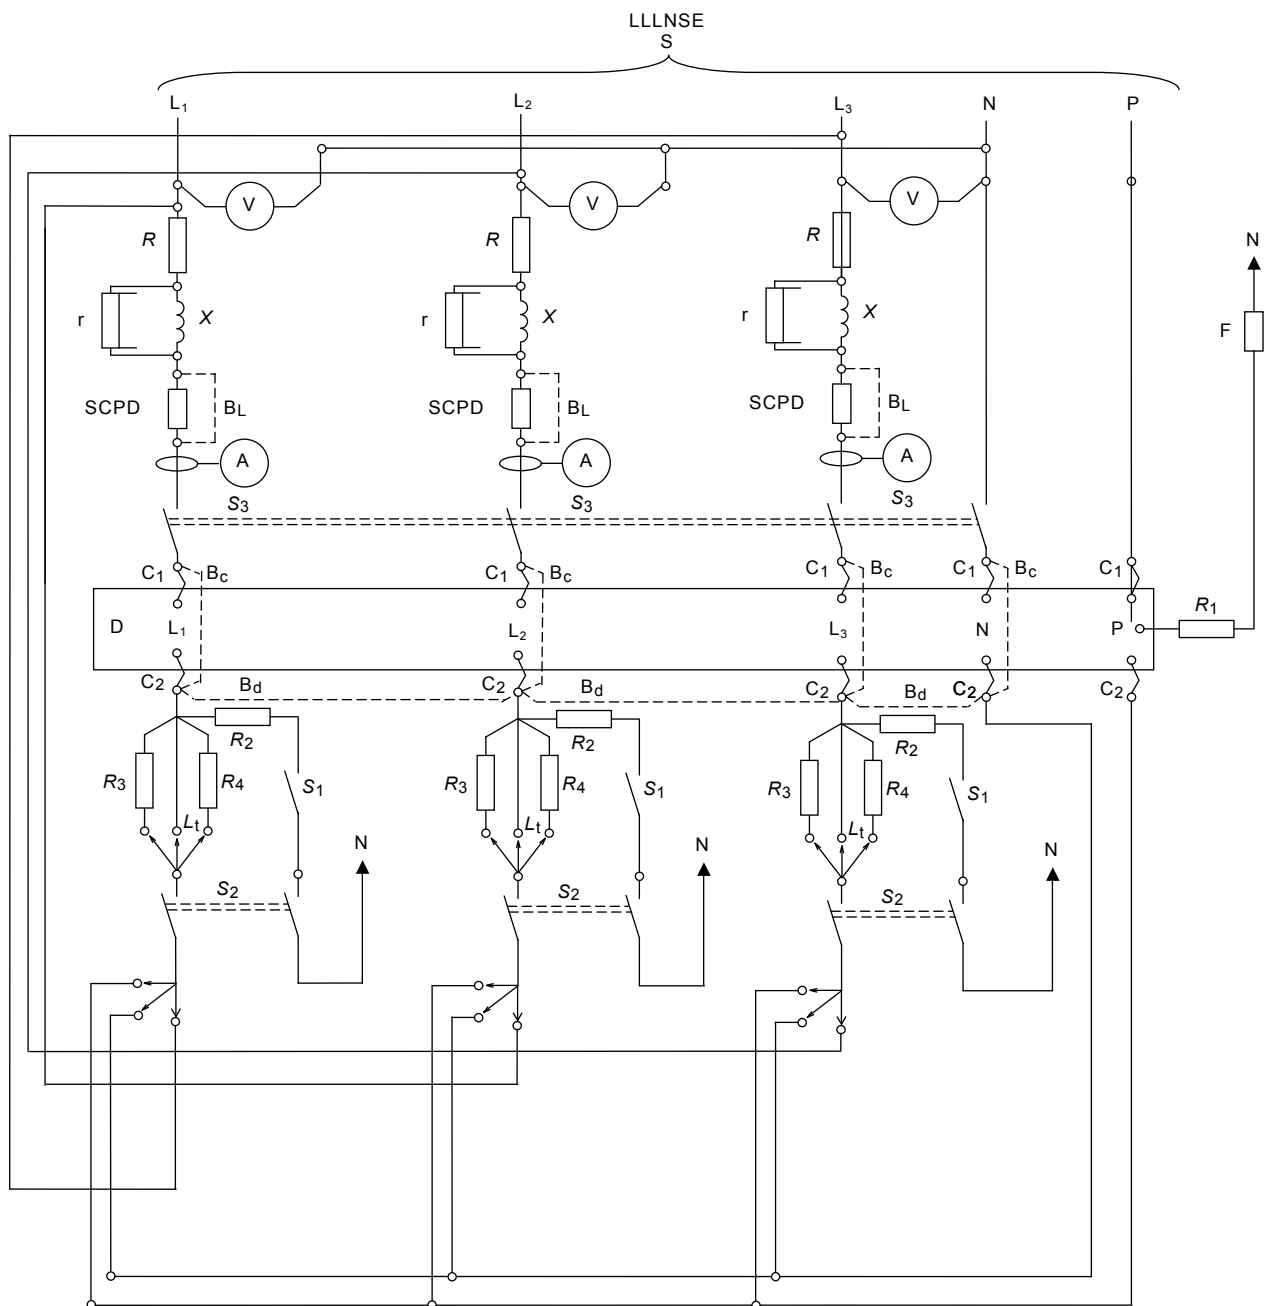 LLLNSE
S
L1 L2 L3 N P
V V V
R R R N
r X r X r X F
SCPD BL SCPD BL SCPD BL
A A A
S3 S3 S3
C1 Bc C1 Bc C1 Bc C1 Bc C1
R1
D L1 L2 L3 N P
C2 Bd C2 Bd C2 Bd C2 C2
R2 R2 R2
R3 R4 S1 R3 R4 S1 R3 R4 S1
Lt Lt Lt
N N N
S2 S2 S2